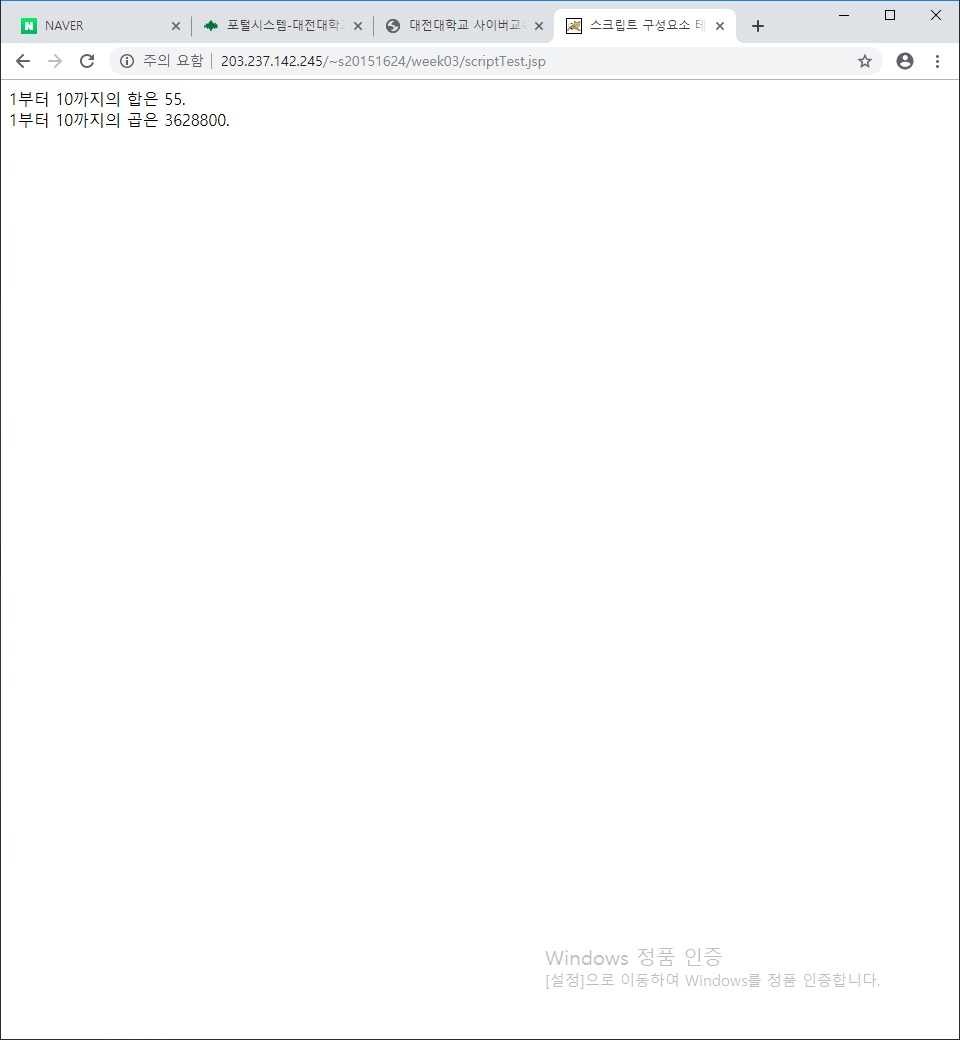 NAVER
포털시스템-대전대학교
대전대학교 사이버교육
스크립트 구성요소 테
주의 요함
203.237.142.245/~s20151624/week03/scriptTest.jsp
1부터 10까지의 합은 55.
1부터 10까지의 곱은 3628800.
Windows 정품 인증
[설정]으로 이동하여 Windows를 정품 인증합니다.